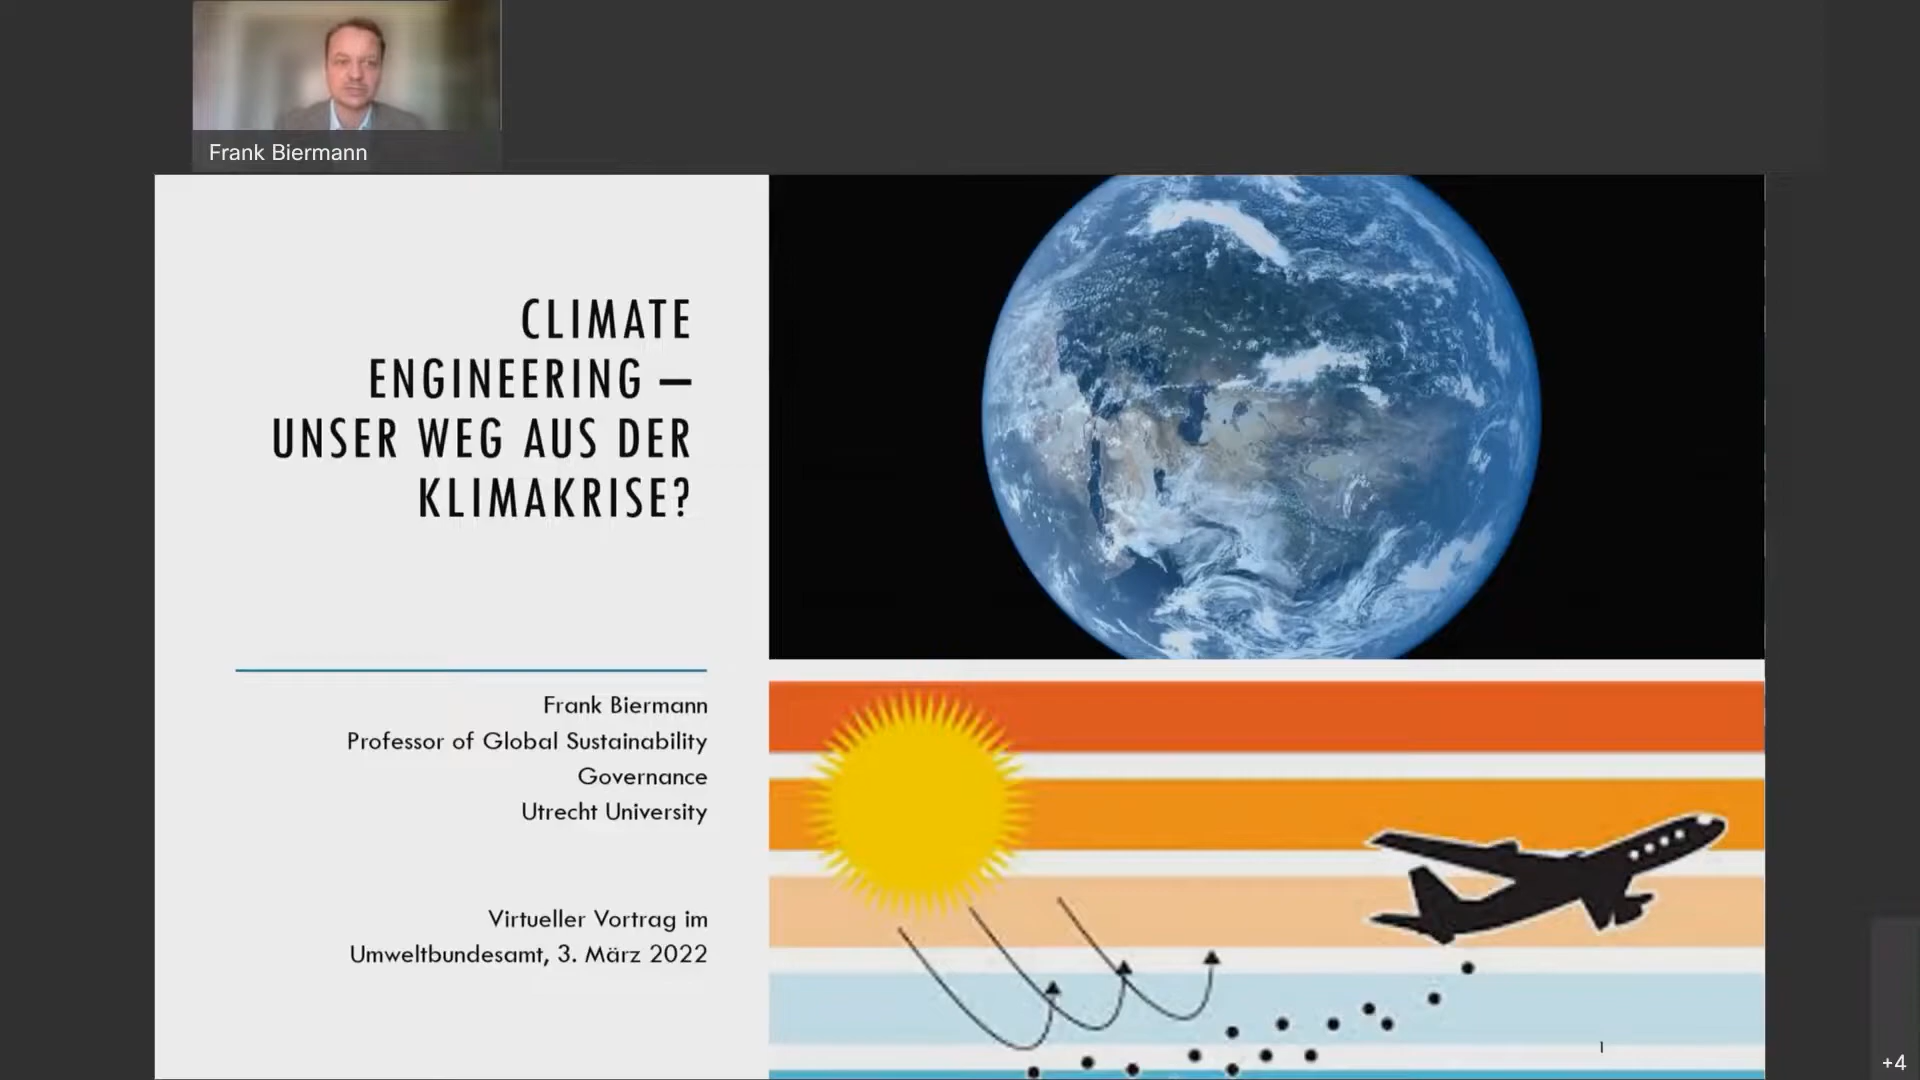 Frank Biermann
CLIMATE
ENGINEERING –
UNSER WEG AUS DER
KLIMAKRISE?
Frank Biermann
Professor of Global Sustainability
Governance
Utrecht University
Virtueller Vortrag im
Umweltbundesamt, 3. März 2022
1
+4